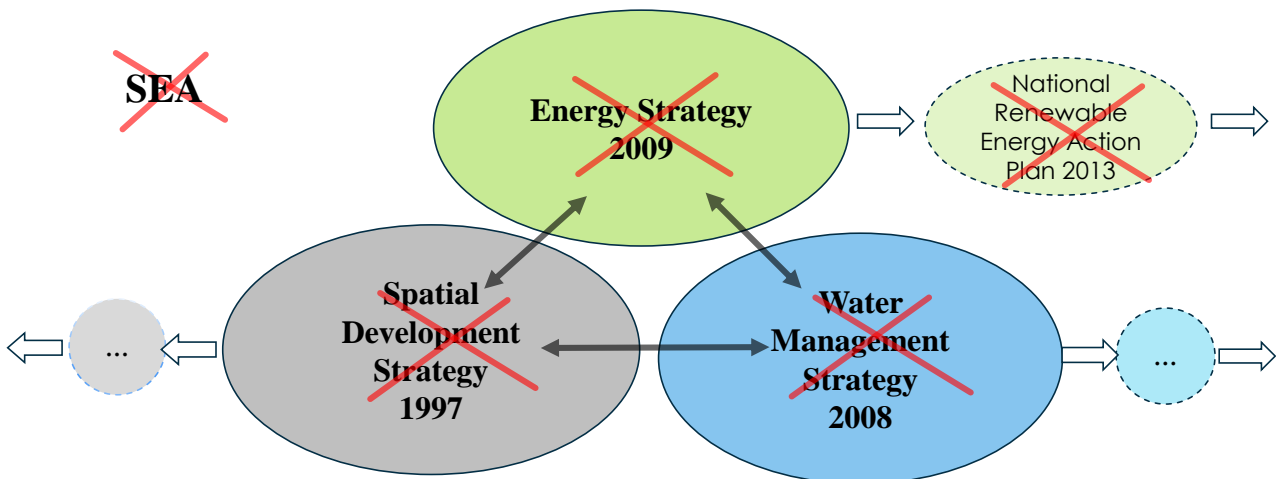 SEA
Energy Strategy
2009
National
Renewable
Energy Action
Plan 2013
Spatial
Development
Strategy
1997
Water
Management
Strategy
2008
...
...